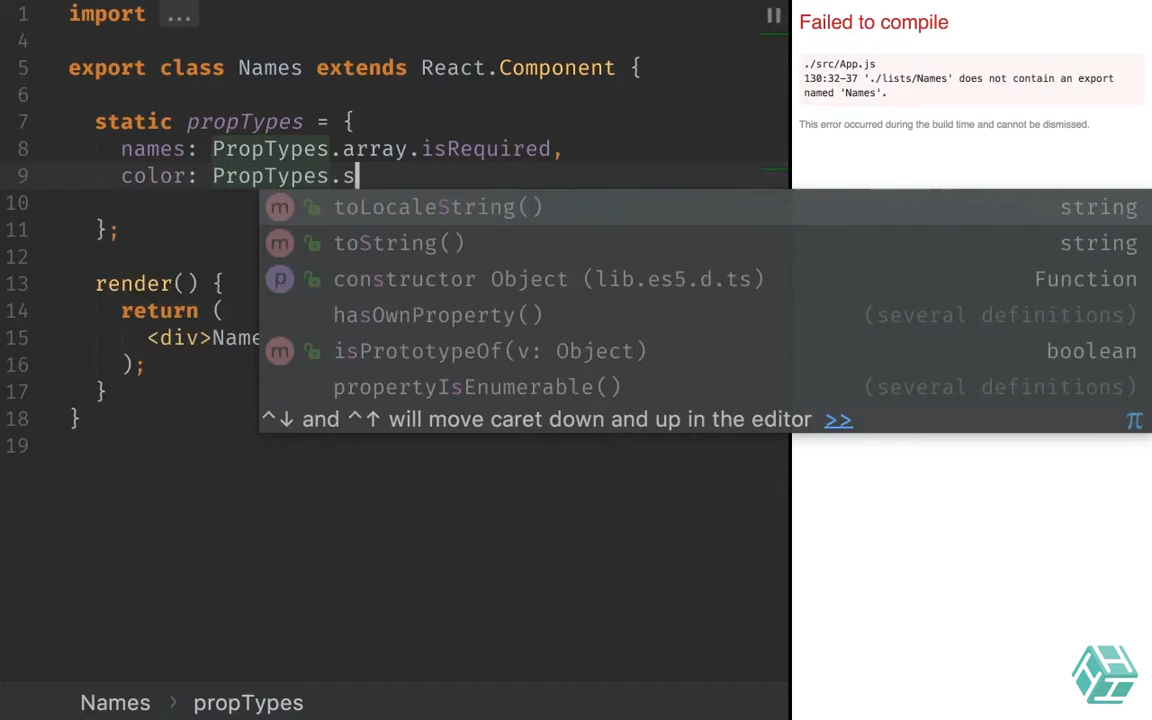 1 import ...
4
5 export class Names extends React.Component {
6
7 static propTypes = {
8 names: PropTypes.array.isRequired,
9 color: PropTypes.s
10
11 };
12
13 render() {
14 return (
15 <div>Name
16 );
17 }
18 }
19
m toLocaleString() string
m toString() string
p constructor Object (lib.es5.d.ts) Function
hasOwnProperty() (several definitions)
m isPrototypeOf(v: Object) boolean
propertyIsEnumerable() (several definitions)
^↓ and ^↑ will move caret down and up in the editor >> π
Names › propTypes
Failed to compile
./src/App.js
130:32-37 './lists/Names' does not contain an export
named 'Names'.
This error occurred during the build time and cannot be dismissed.